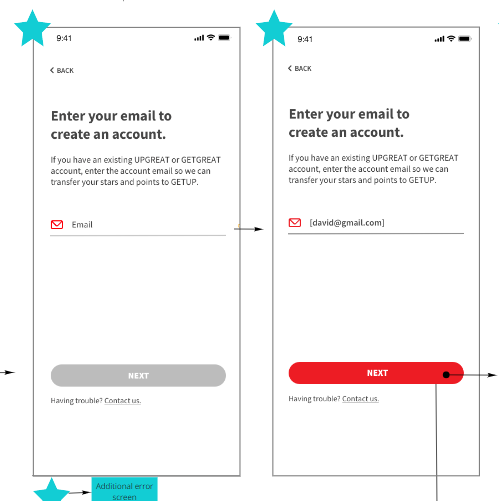 9:41
BACK
Enter your email to
create an account.
If you have an existing UPGREAT or GETGREAT
account, enter the account email so we can
transfer your stars and points to GETUP.
Email
NEXT
Having trouble? Contact us.
Additional error
screen
9:41
BACK
Enter your email to
create an account.
If you have an existing UPGREAT or GETGREAT
account, enter the account email so we can
transfer your stars and points to GETUP.
[david@gmail.com]
NEXT
Having trouble? Contact us.